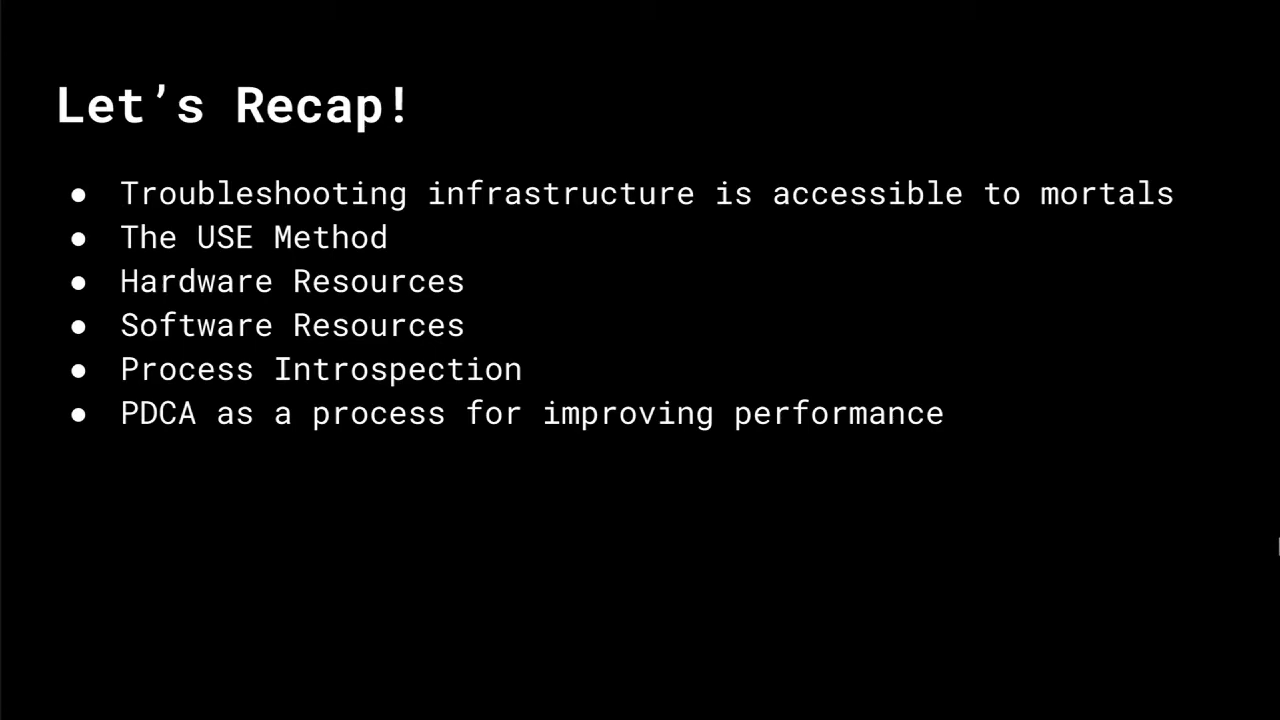 Let’s Recap!
● Troubleshooting infrastructure is accessible to mortals
● The USE Method
● Hardware Resources
● Software Resources
● Process Introspection
● PDCA as a process for improving performance